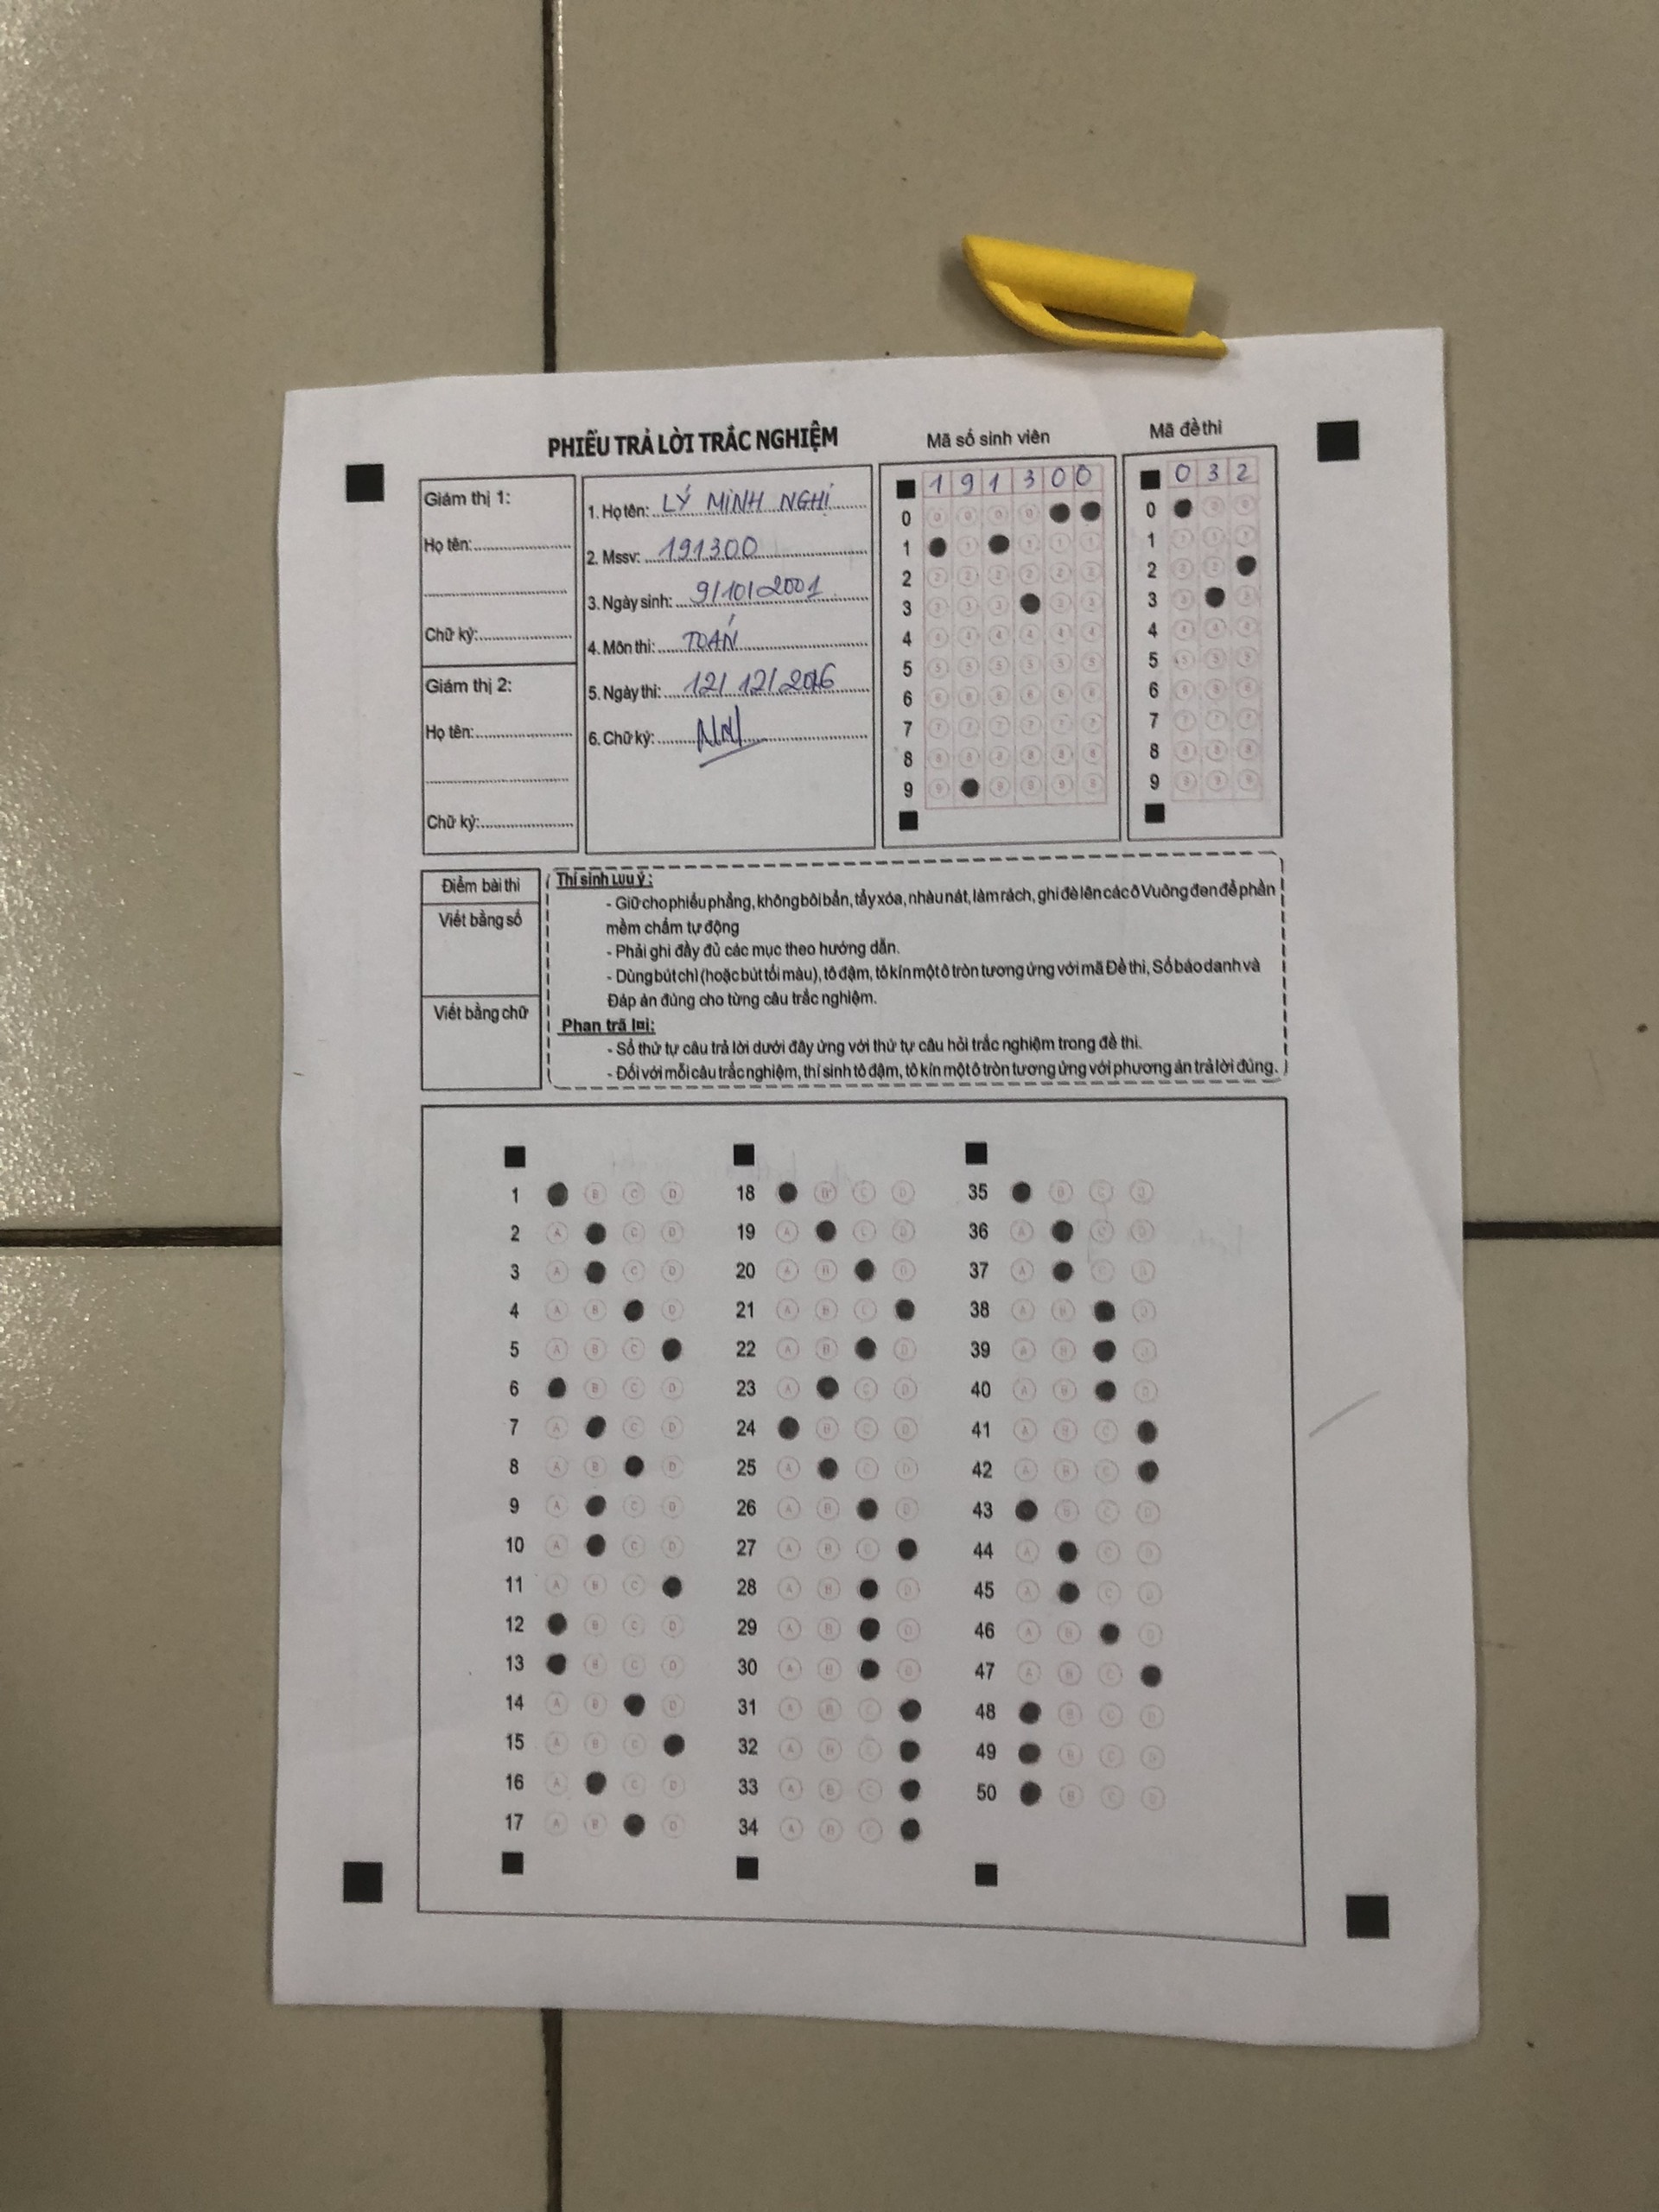 PHIẾU TRẢ LỜI TRẮC NGHIỆM
Mã số sinh viên
Mã đề thi
Giám thị 1:
Họ tên:
Chữ ký:
Giám thị 2:
Họ tên:
Chữ ký:
1. Họ tên: LÝ MINH NGHI
2. Mssv: 191300
3. Ngày sinh: 9/10/2001
4. Môn thi: TOÁN
5. Ngày thi: 12/12/2016
6. Chữ ký:
1 9 1 3 0 0
0
1
2
3
4
5
6
7
8
9
0 3 2
0
1
2
3
4
5
6
7
8
9
Điểm bài thi
Viết bằng số
Viết bằng chữ
Thí sinh Lưu ý:
- Giữ cho phiếu phẳng, không bôi bẩn, tẩy xóa, nhàu nát, làm rách, ghi đè lên các ô Vuông đen để phần
mềm chấm tự động
- Phải ghi đầy đủ các mục theo hướng dẫn.
- Dùng bút chì (hoặc bút tối màu), tô đậm, tô kín một ô tròn tương ứng với mã Đề thi, Số báo danh và
Đáp án đúng cho từng câu trắc nghiệm.
Phan trã lơi:
- Số thứ tự câu trả lời dưới đây ứng với thứ tự câu hỏi trắc nghiệm trong đề thi.
- Đối với mỗi câu trắc nghiệm, thí sinh tô đậm, tô kín một ô tròn tương ứng với phương án trả lời đúng.
1 B C D
2 A C D
3 A C D
4 A B D
5 A B C
6 B C D
7 A C D
8 A B D
9 A C D
10 A C D
11 A B C
12 B C D
13 B C D
14 A B D
15 A B C
16 A C D
17 A B D
18 B C D
19 A C D
20 A B D
21 A B C
22 A B D
23 A C D
24 B C D
25 A C D
26 A B D
27 A B C
28 A B D
29 A B D
30 A B D
31 A B C
32 A B C
33 A B C
34 A B C
35 B C D
36 A C D
37 A C D
38 A B D
39 A B D
40 A B D
41 A B C
42 A B C
43 B C D
44 A C D
45 A C D
46 A B D
47 A B C
48 B C D
49 B C D
50 B C D